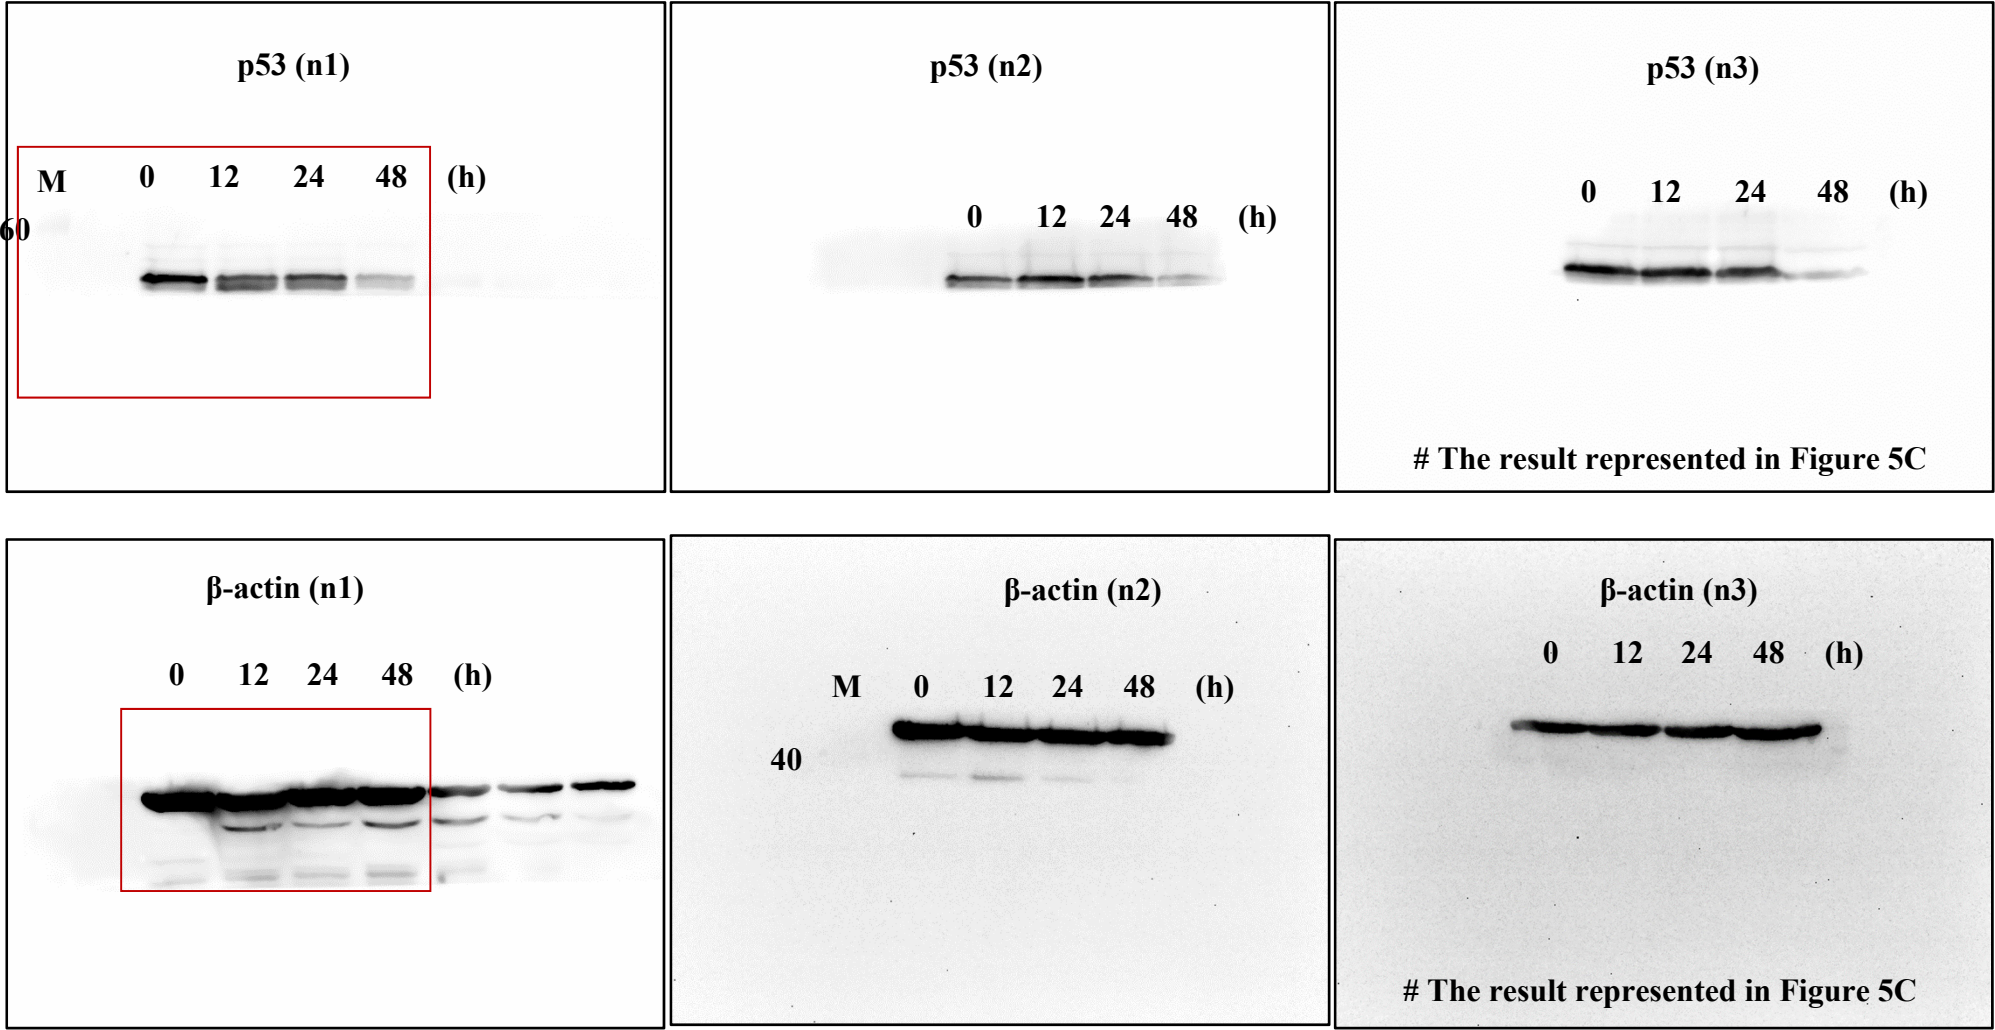 p53 (n1)
M 0 12 24 48 (h)
60
p53 (n2)
0 12 24 48 (h)
p53 (n3)
0 12 24 48 (h)
# The result represented in Figure 5C
β-actin (n1)
0 12 24 48 (h)
β-actin (n2)
M 0 12 24 48 (h)
40
β-actin (n3)
0 12 24 48 (h)
# The result represented in Figure 5C